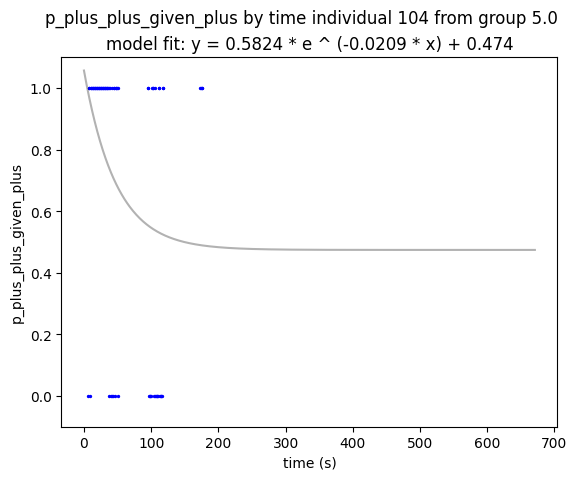 p_plus_plus_given_plus by time individual 104 from group 5.0
model fit: y = 0.5824 * e ^ (-0.0209 * x) + 0.474
p_plus_plus_given_plus
1.0
0.8
0.6
0.4
0.2
0.0
0 100 200 300 400 500 600 700
time (s)